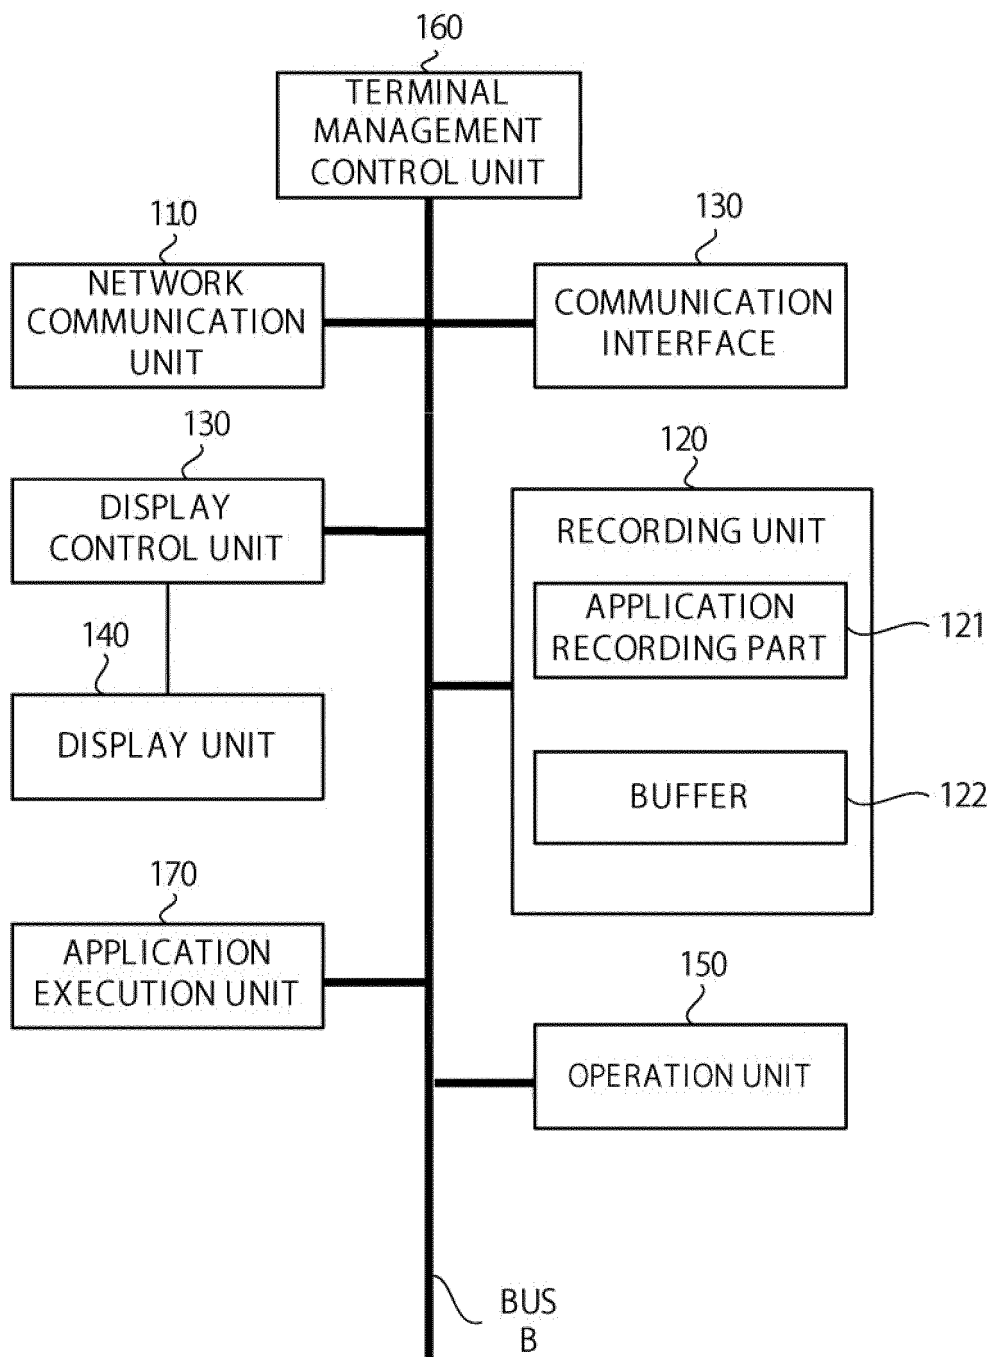 160
TERMINAL
MANAGEMENT
CONTROL UNIT
110
NETWORK
COMMUNICATION
UNIT
130
COMMUNICATION
INTERFACE
130
DISPLAY
CONTROL UNIT
120
RECORDING UNIT
APPLICATION
RECORDING PART
121
140
DISPLAY UNIT
BUFFER
122
170
APPLICATION
EXECUTION UNIT
150
OPERATION UNIT
BUS
B